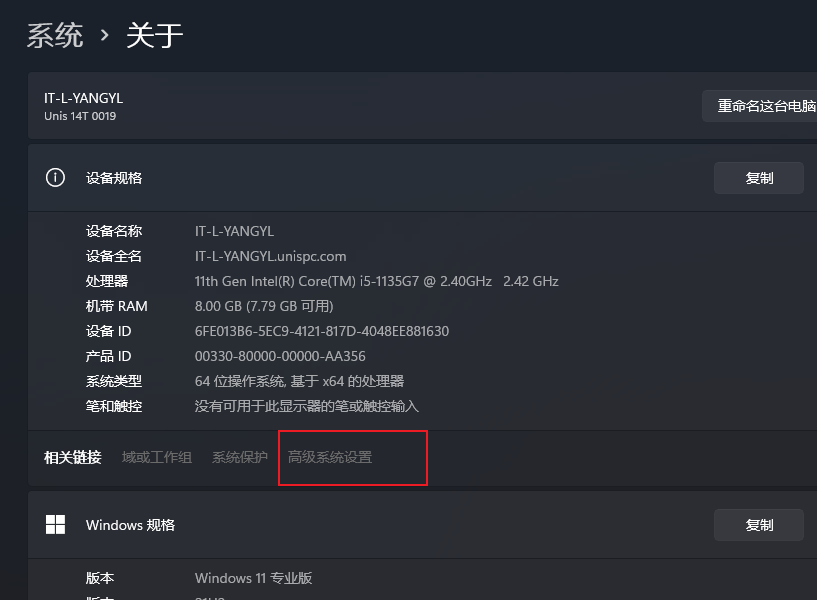 系统 › 关于
IT-L-YANGYL
Unis 14T 0019
重命名这台电脑
设备规格
复制
设备名称 IT-L-YANGYL
设备全名 IT-L-YANGYL.unispc.com
处理器 11th Gen Intel(R) Core(TM) i5-1135G7 @ 2.40GHz 2.42 GHz
机带 RAM 8.00 GB (7.79 GB 可用)
设备 ID 6FE013B6-5EC9-4121-817D-4048EE881630
产品 ID 00330-80000-00000-AA356
系统类型 64 位操作系统, 基于 x64 的处理器
笔和触控 没有可用于此显示器的笔或触控输入
相关链接 域或工作组 系统保护 高级系统设置
Windows 规格
复制
版本 Windows 11 专业版